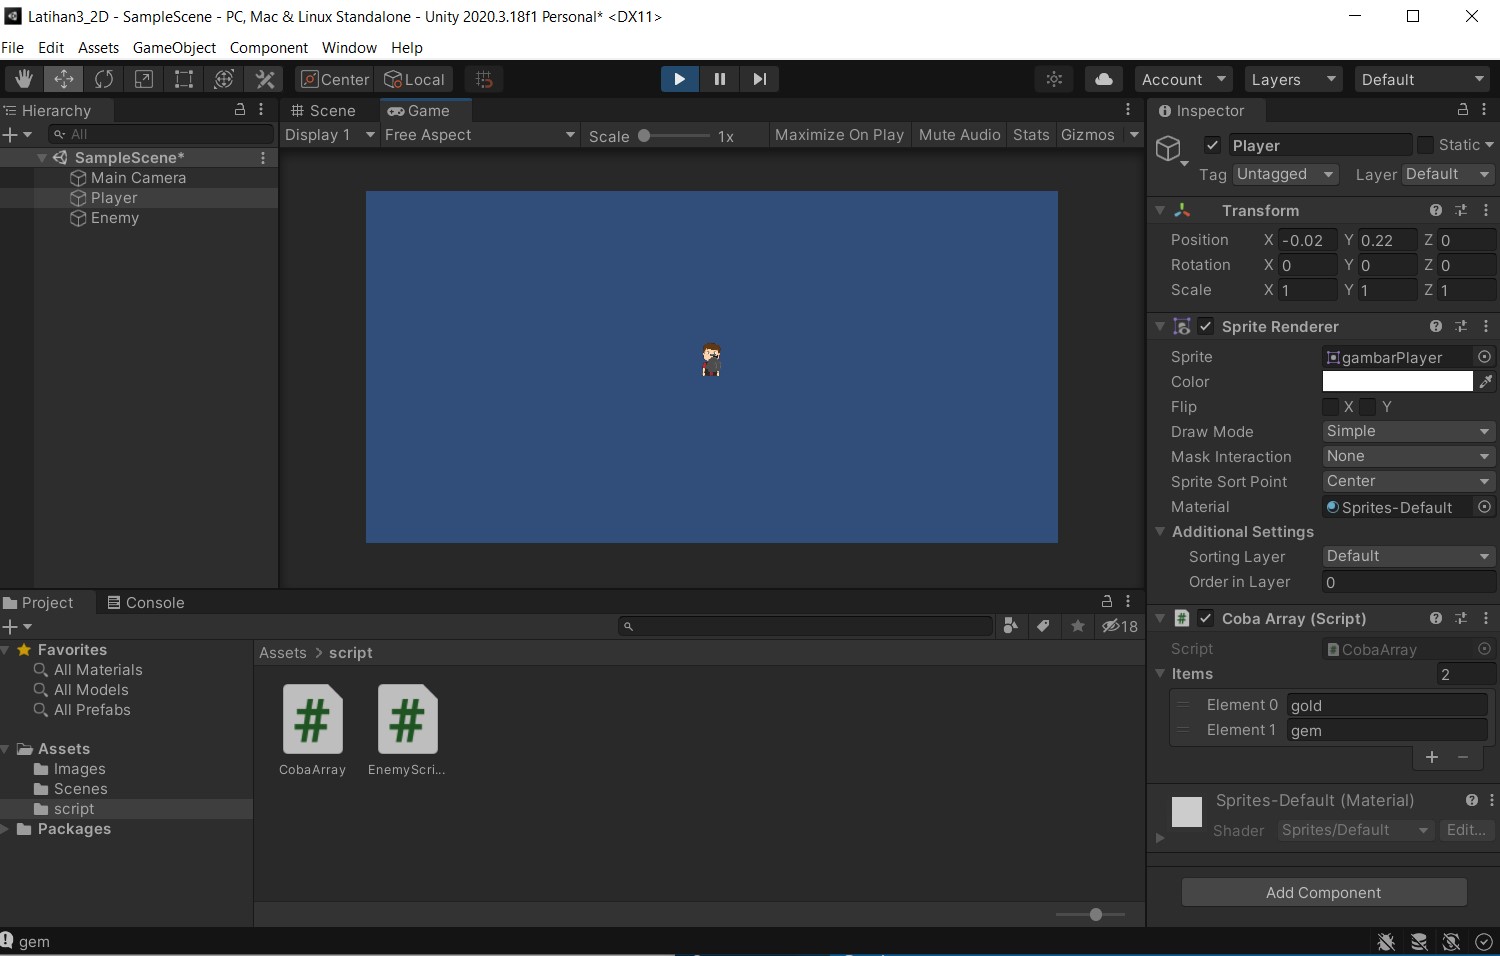 Latihan3_2D - SampleScene - PC, Mac & Linux Standalone - Unity 2020.3.18f1 Personal* <DX11>
File Edit Assets GameObject Component Window Help
Center Local Account Layers Default
Hierarchy
All
SampleScene*
Main Camera
Player
Enemy
Scene Game
Display 1 Free Aspect Scale 1x Maximize On Play Mute Audio Stats Gizmos
Inspector
Player Static
Tag Untagged Layer Default
Transform
Position X -0.02 Y 0.22 Z 0
Rotation X 0 Y 0 Z 0
Scale X 1 Y 1 Z 1
Sprite Renderer
Sprite gambarPlayer
Color
Flip X Y
Draw Mode Simple
Mask Interaction None
Sprite Sort Point Center
Material Sprites-Default
Additional Settings
Sorting Layer Default
Order in Layer 0
Coba Array (Script)
Script CobaArray
Items 2
Element 0 gold
Element 1 gem
Sprites-Default (Material)
Shader Sprites/Default Edit...
Add Component
Project Console
18
Favorites
All Materials
All Models
All Prefabs
Assets
Images
Scenes
script
Packages
Assets > script
CobaArray EnemyScri...
gem